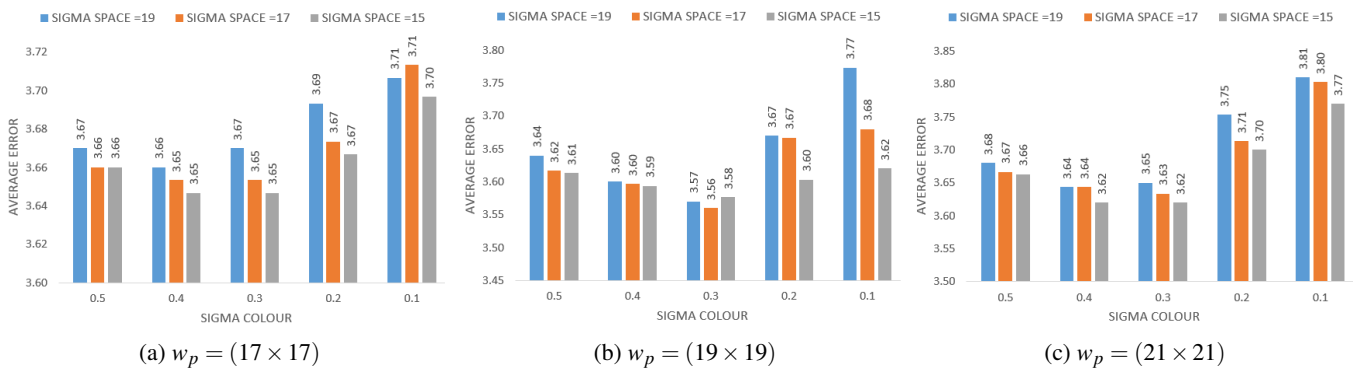 SIGMA SPACE =19 SIGMA SPACE =17 SIGMA SPACE =15
AVERAGE ERROR
3.72
3.70
3.68
3.66
3.64
3.62
3.60
3.67 3.66 3.66
3.66 3.65 3.65
3.67 3.65 3.65
3.69 3.67 3.67
3.71 3.71 3.70
0.5 0.4 0.3 0.2 0.1
SIGMA COLOUR
(a) w_p = (17 × 17)
SIGMA SPACE =19 SIGMA SPACE =17 SIGMA SPACE =15
AVERAGE ERROR
3.80
3.75
3.70
3.65
3.60
3.55
3.50
3.45
3.64 3.62 3.61
3.60 3.60 3.59
3.57 3.56 3.58
3.67 3.67 3.60
3.77 3.68 3.62
0.5 0.4 0.3 0.2 0.1
SIGMA COLOUR
(b) w_p = (19 × 19)
SIGMA SPACE =19 SIGMA SPACE =17 SIGMA SPACE =15
AVERAGE ERROR
3.85
3.80
3.75
3.70
3.65
3.60
3.55
3.50
3.68 3.67 3.66
3.64 3.64 3.62
3.65 3.63 3.62
3.75 3.71 3.70
3.81 3.80 3.77
0.5 0.4 0.3 0.2 0.1
SIGMA COLOUR
(c) w_p = (21 × 21)